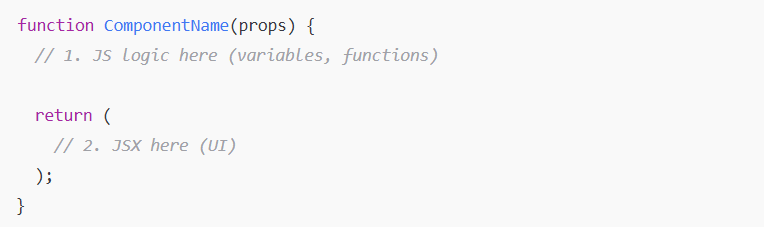 function ComponentName(props) {
  // 1. JS logic here (variables, functions)
  return (
    // 2. JSX here (UI)
  );
}